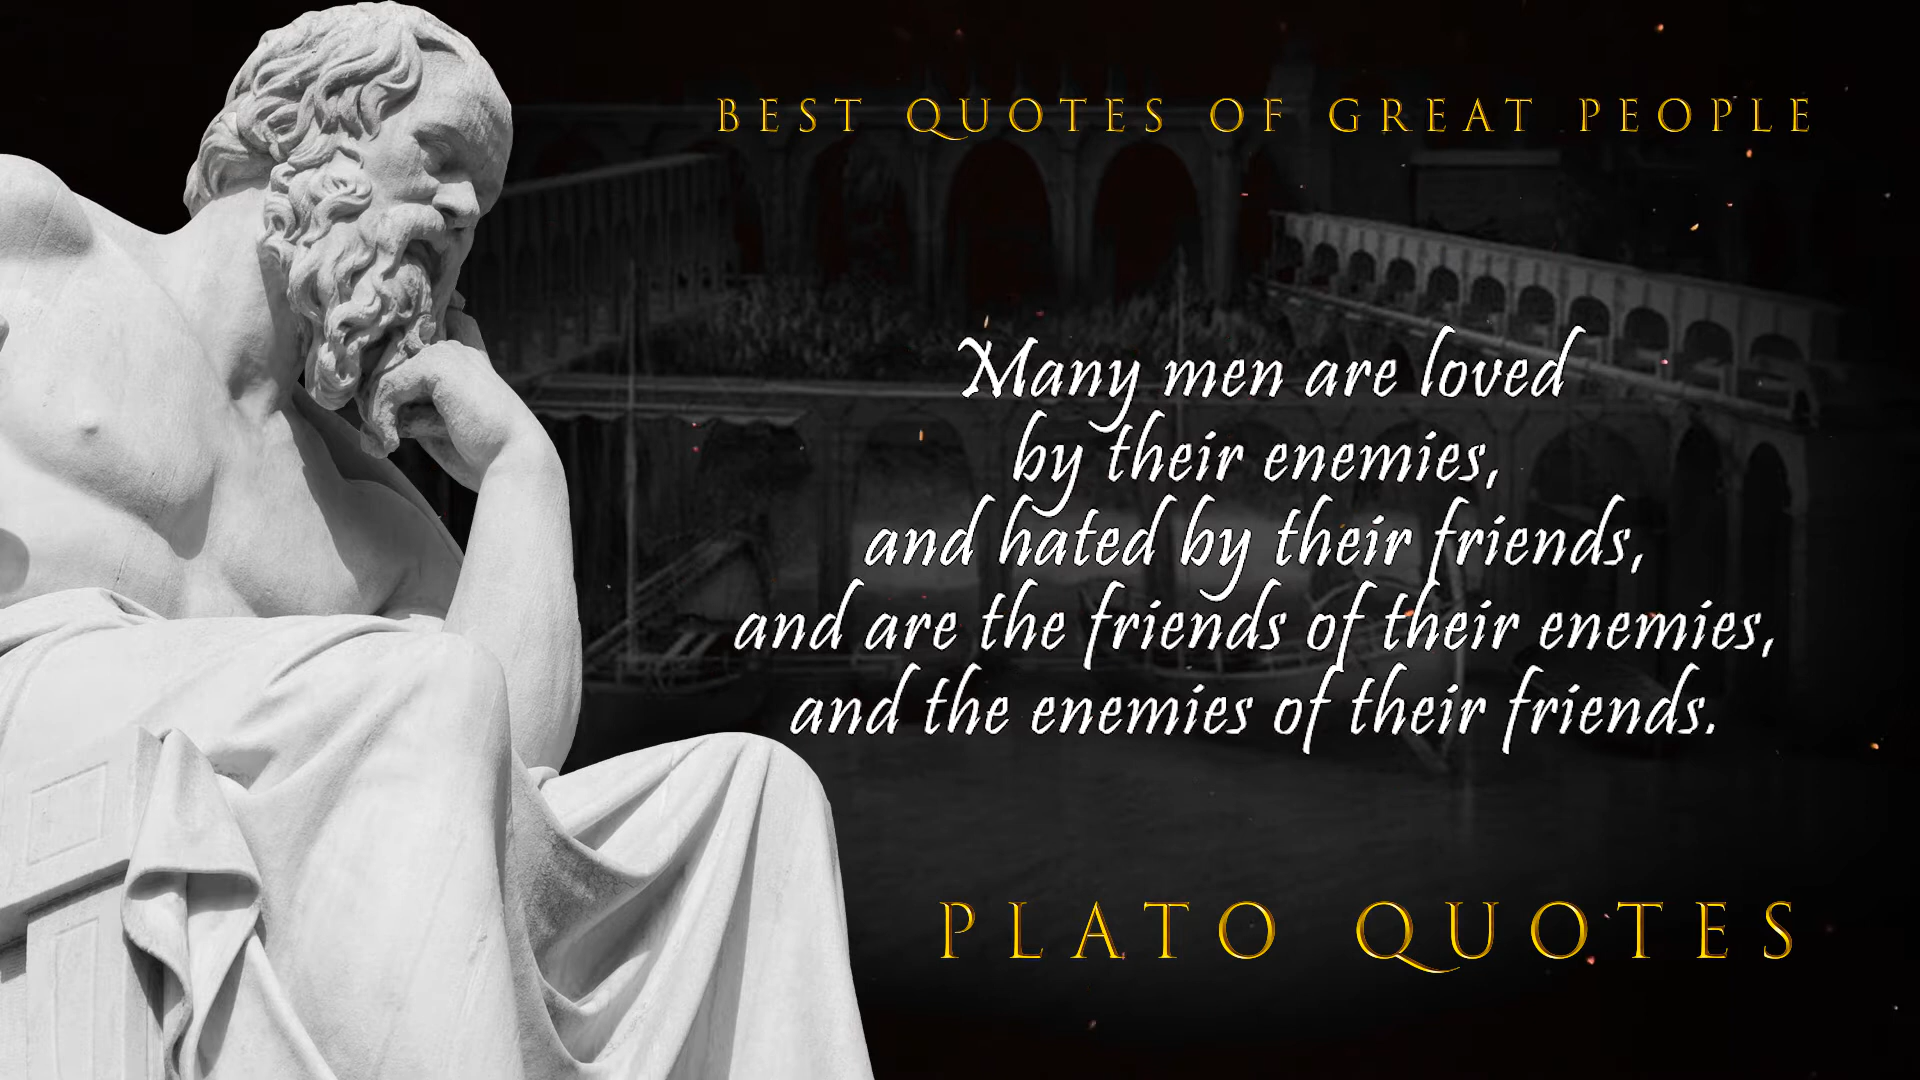 BEST QUOTES OF GREAT PEOPLE
Many men are loved
by their enemies,
and hated by their friends,
and are the friends of their enemies,
and the enemies of their friends.
PLATO QUOTES